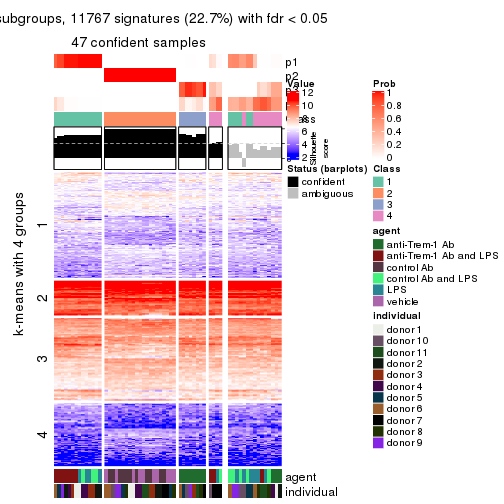 subgroups, 11767 signatures (22.7%) with fdr < 0.05
47 confident samples
p1
p2
Value
12
10
6
4
2
Silhouette
score
Prob
1
0.8
0.6
0.4
0.2
0
Status (barplots)
confident
ambiguous
Class
1
2
3
4
k-means with 4 groups
1
2
3
4
agent
anti-Trem-1 Ab
anti-Trem-1 Ab and LPS
control Ab
control Ab and LPS
LPS
vehicle
individual
donor 1
donor 10
donor 11
donor 2
donor 3
donor 4
donor 5
donor 6
donor 7
donor 8
donor 9
agent
individual